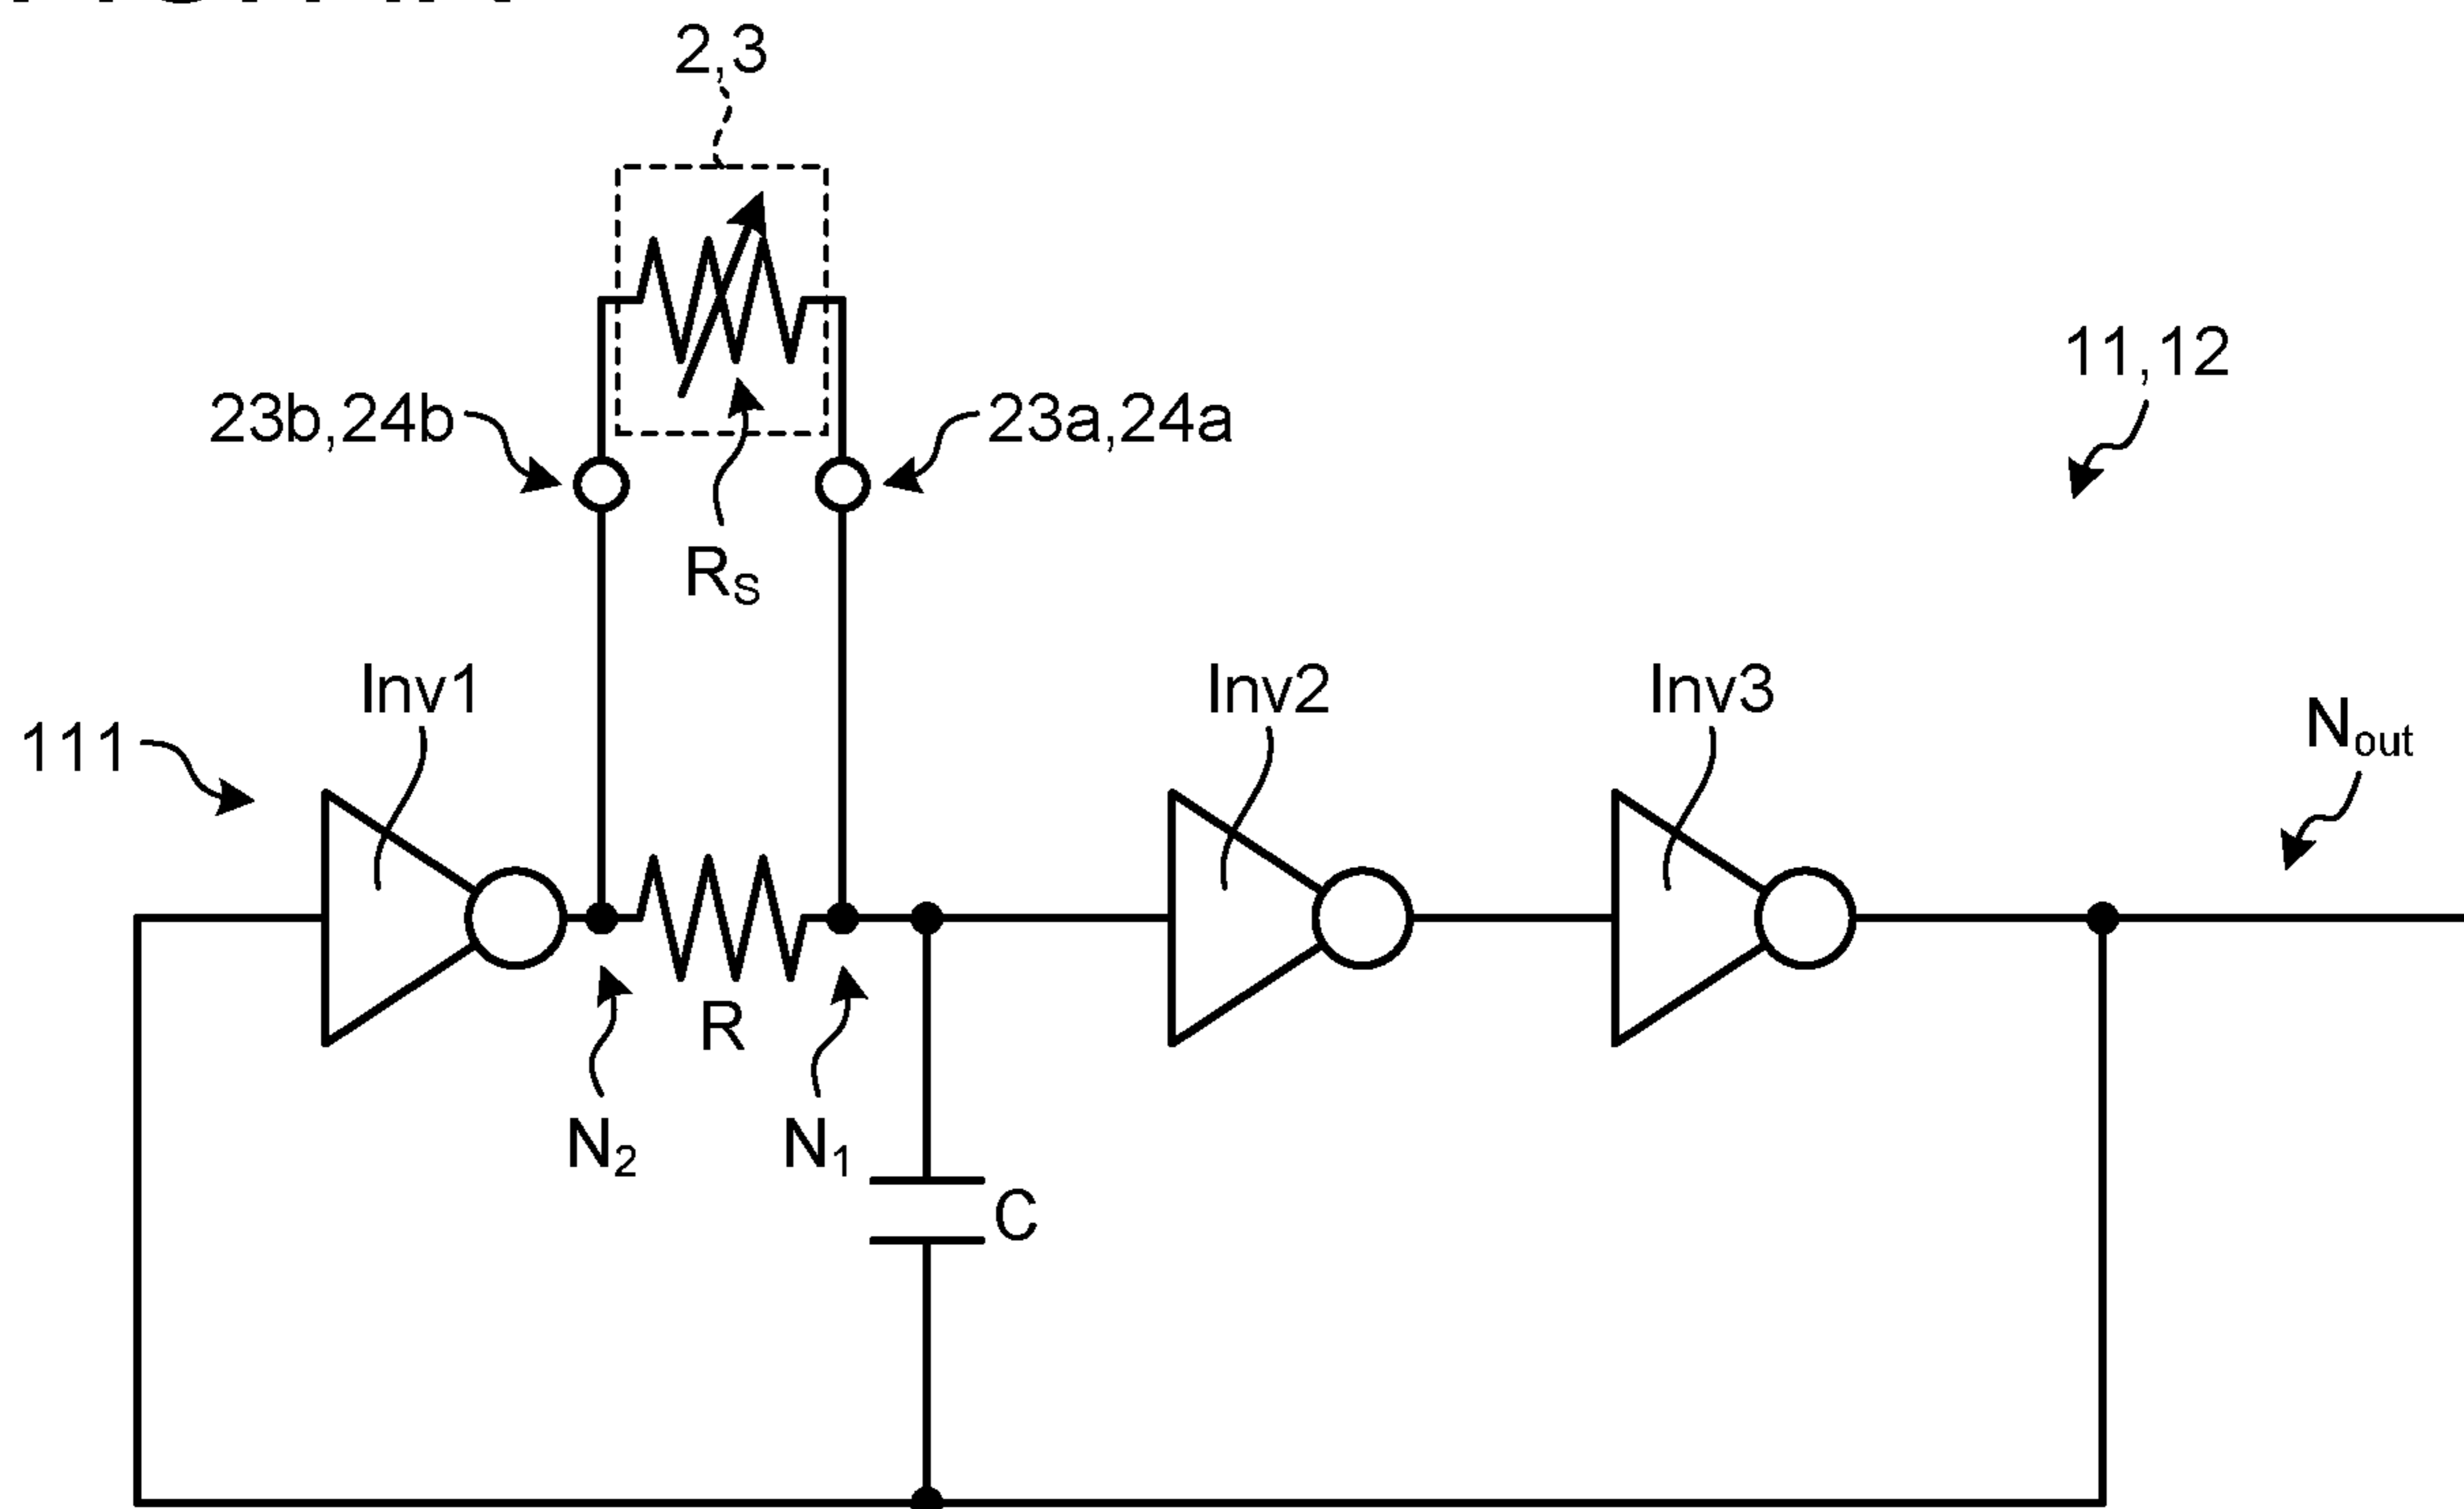 2,3
11,12
23b,24b
23a,24a
RS
Inv1
Inv2
Inv3
111
Nout
R
N2
N1
C